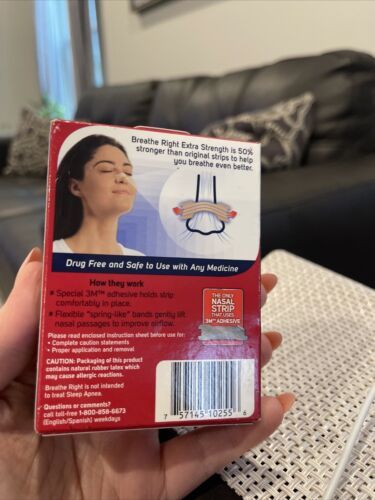 Breathe Right Extra Strength is 50%
stronger than original strips to help
you breathe even better.
Drug Free and Safe to Use with Any Medicine
How they work
• Special 3M™ adhesive holds strip
comfortably in place.
• Flexible "spring-like" bands gently lift
nasal passages to improve airflow.
THE ONLY
NASAL
STRIP
THAT USES
3M™ ADHESIVE
Please read enclosed instruction sheet before use for:
• Complete caution statements
• Proper application and removal
CAUTION: Packaging of this product
contains natural rubber latex which
may cause allergic reactions.
Breathe Right is not intended
to treat Sleep Apnea.
Questions or comments?
call toll-free 1-800-858-6673
(English/Spanish) weekdays
7 57145 10255 6